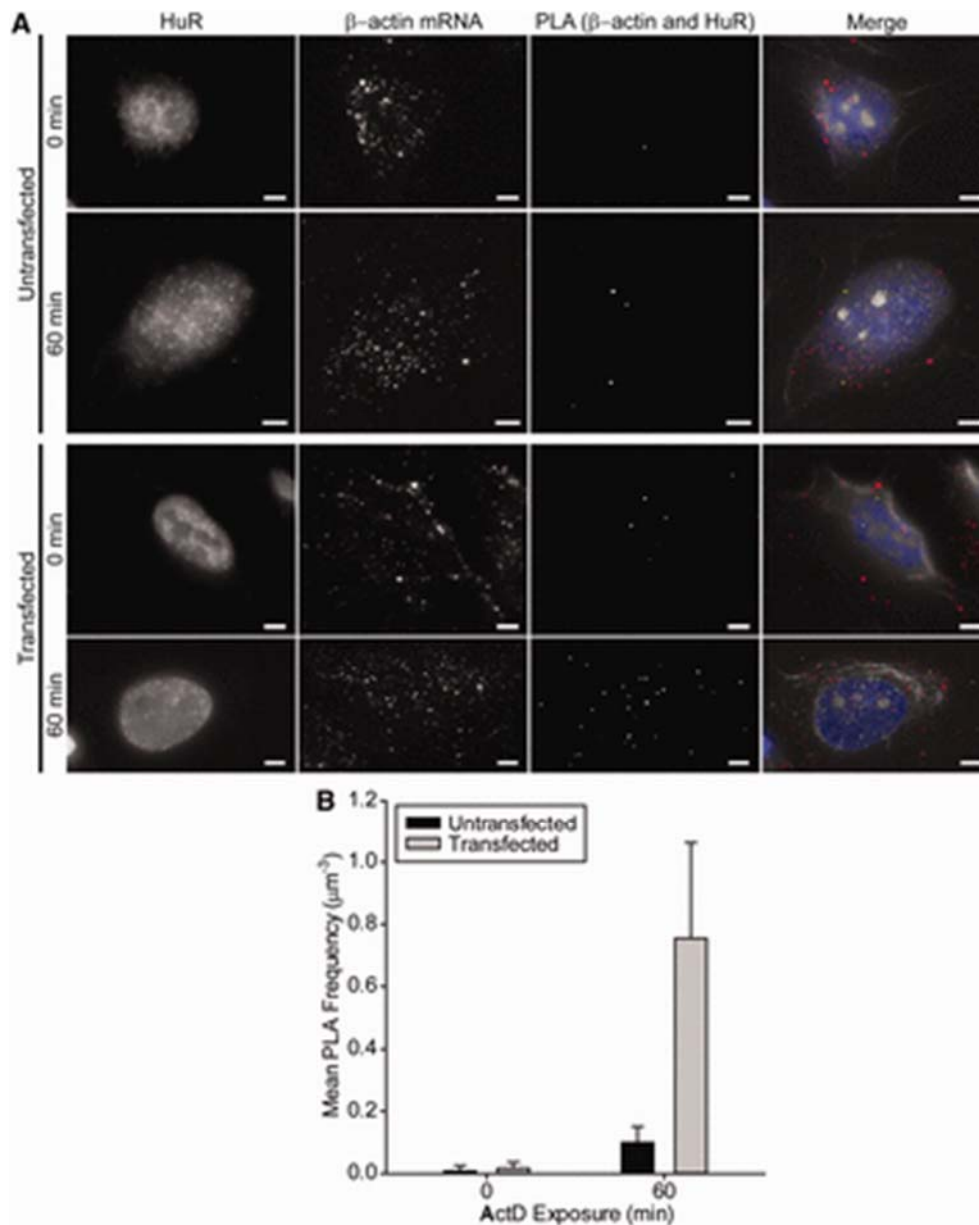 A
HuR
β-actin mRNA
PLA (β-actin and HuR)
Merge
Untransfected
0 min
60 min
Transfected
0 min
60 min
B
Untransfected
Transfected
Mean PLA Frequency (μm⁻³)
1.2
1.0
0.8
0.6
0.4
0.2
0.0
0
60
ActD Exposure (min)